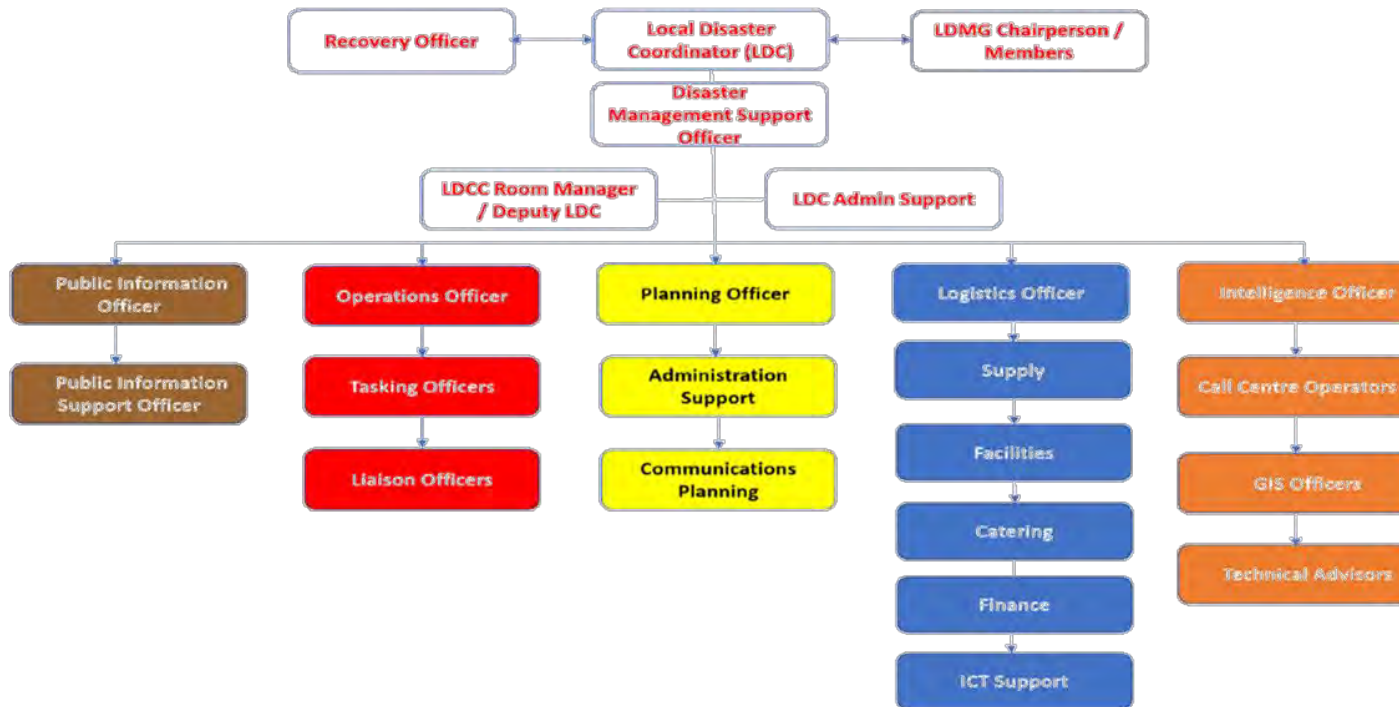 Recovery Officer
Local Disaster
Coordinator (LDC)
LDMG Chairperson /
Members
Disaster
Management Support
Officer
LDCC Room Manager
/ Deputy LDC
LDC Admin Support
Public Information
Officer
Operations Officer
Planning Officer
Logistics Officer
Intelligence Officer
Public Information
Support Officer
Tasking Officers
Administration
Support
Supply
Call Centre Operators
Liaison Officers
Communications
Planning
Facilities
GIS Officers
Catering
Technical Advisors
Finance
ICT Support